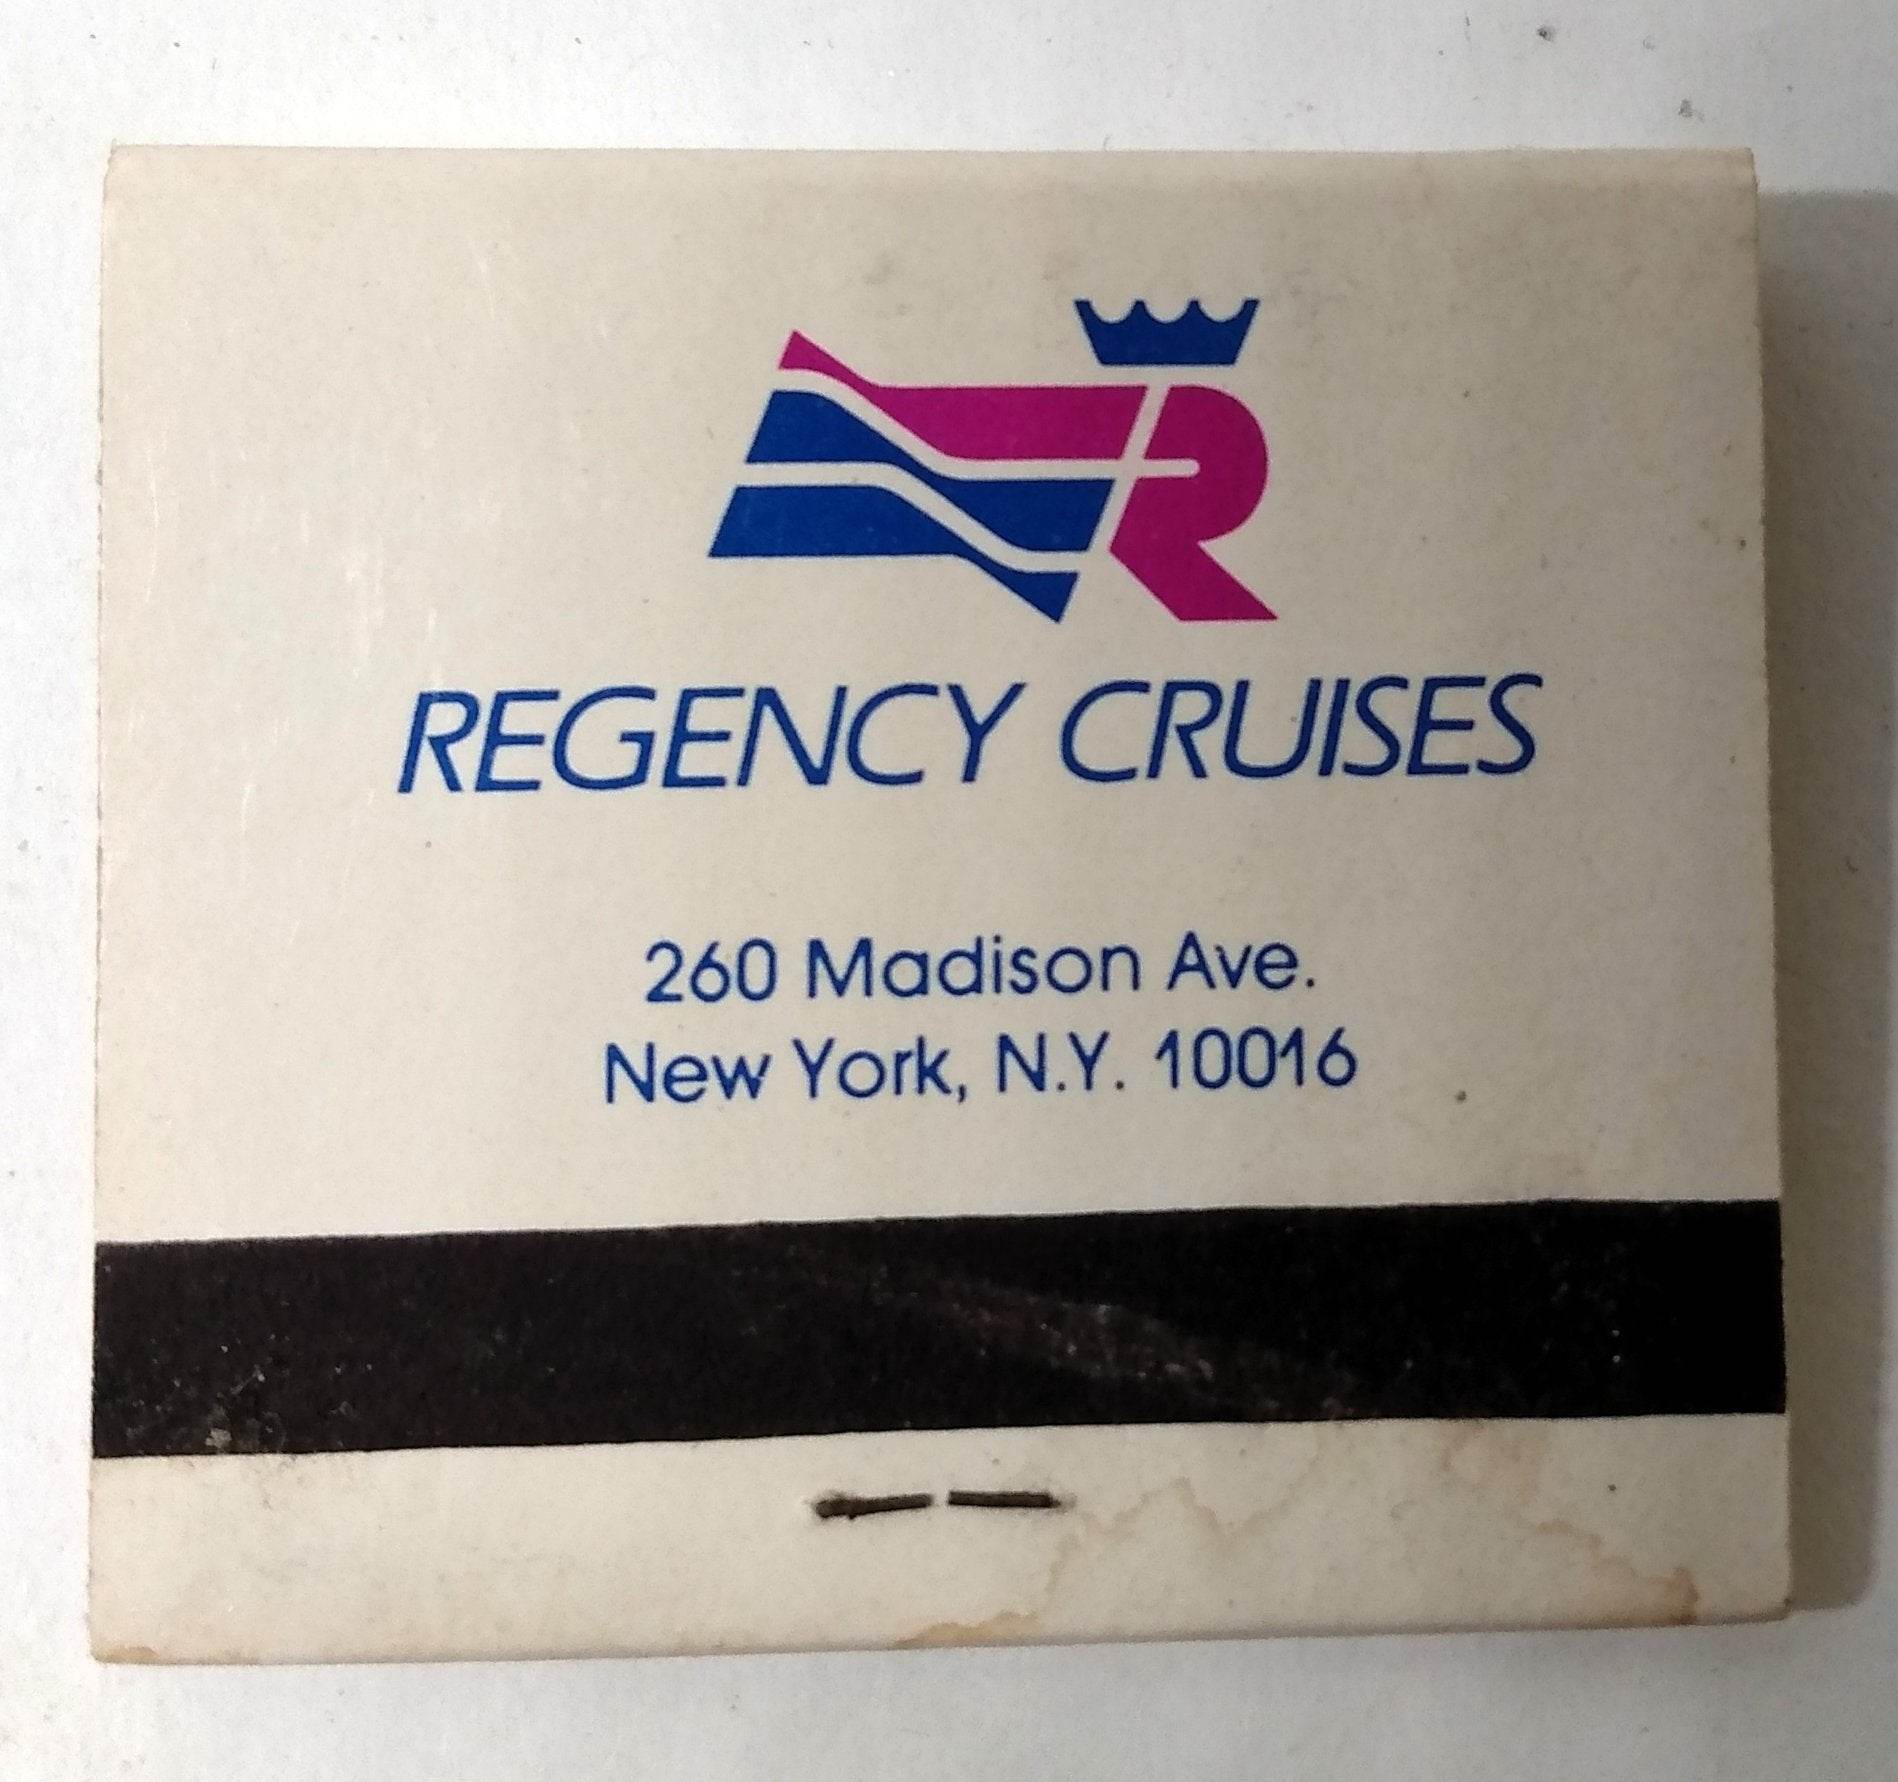 R
REGENCY CRUISES
260 Madison Ave.
New York, N.Y. 10016